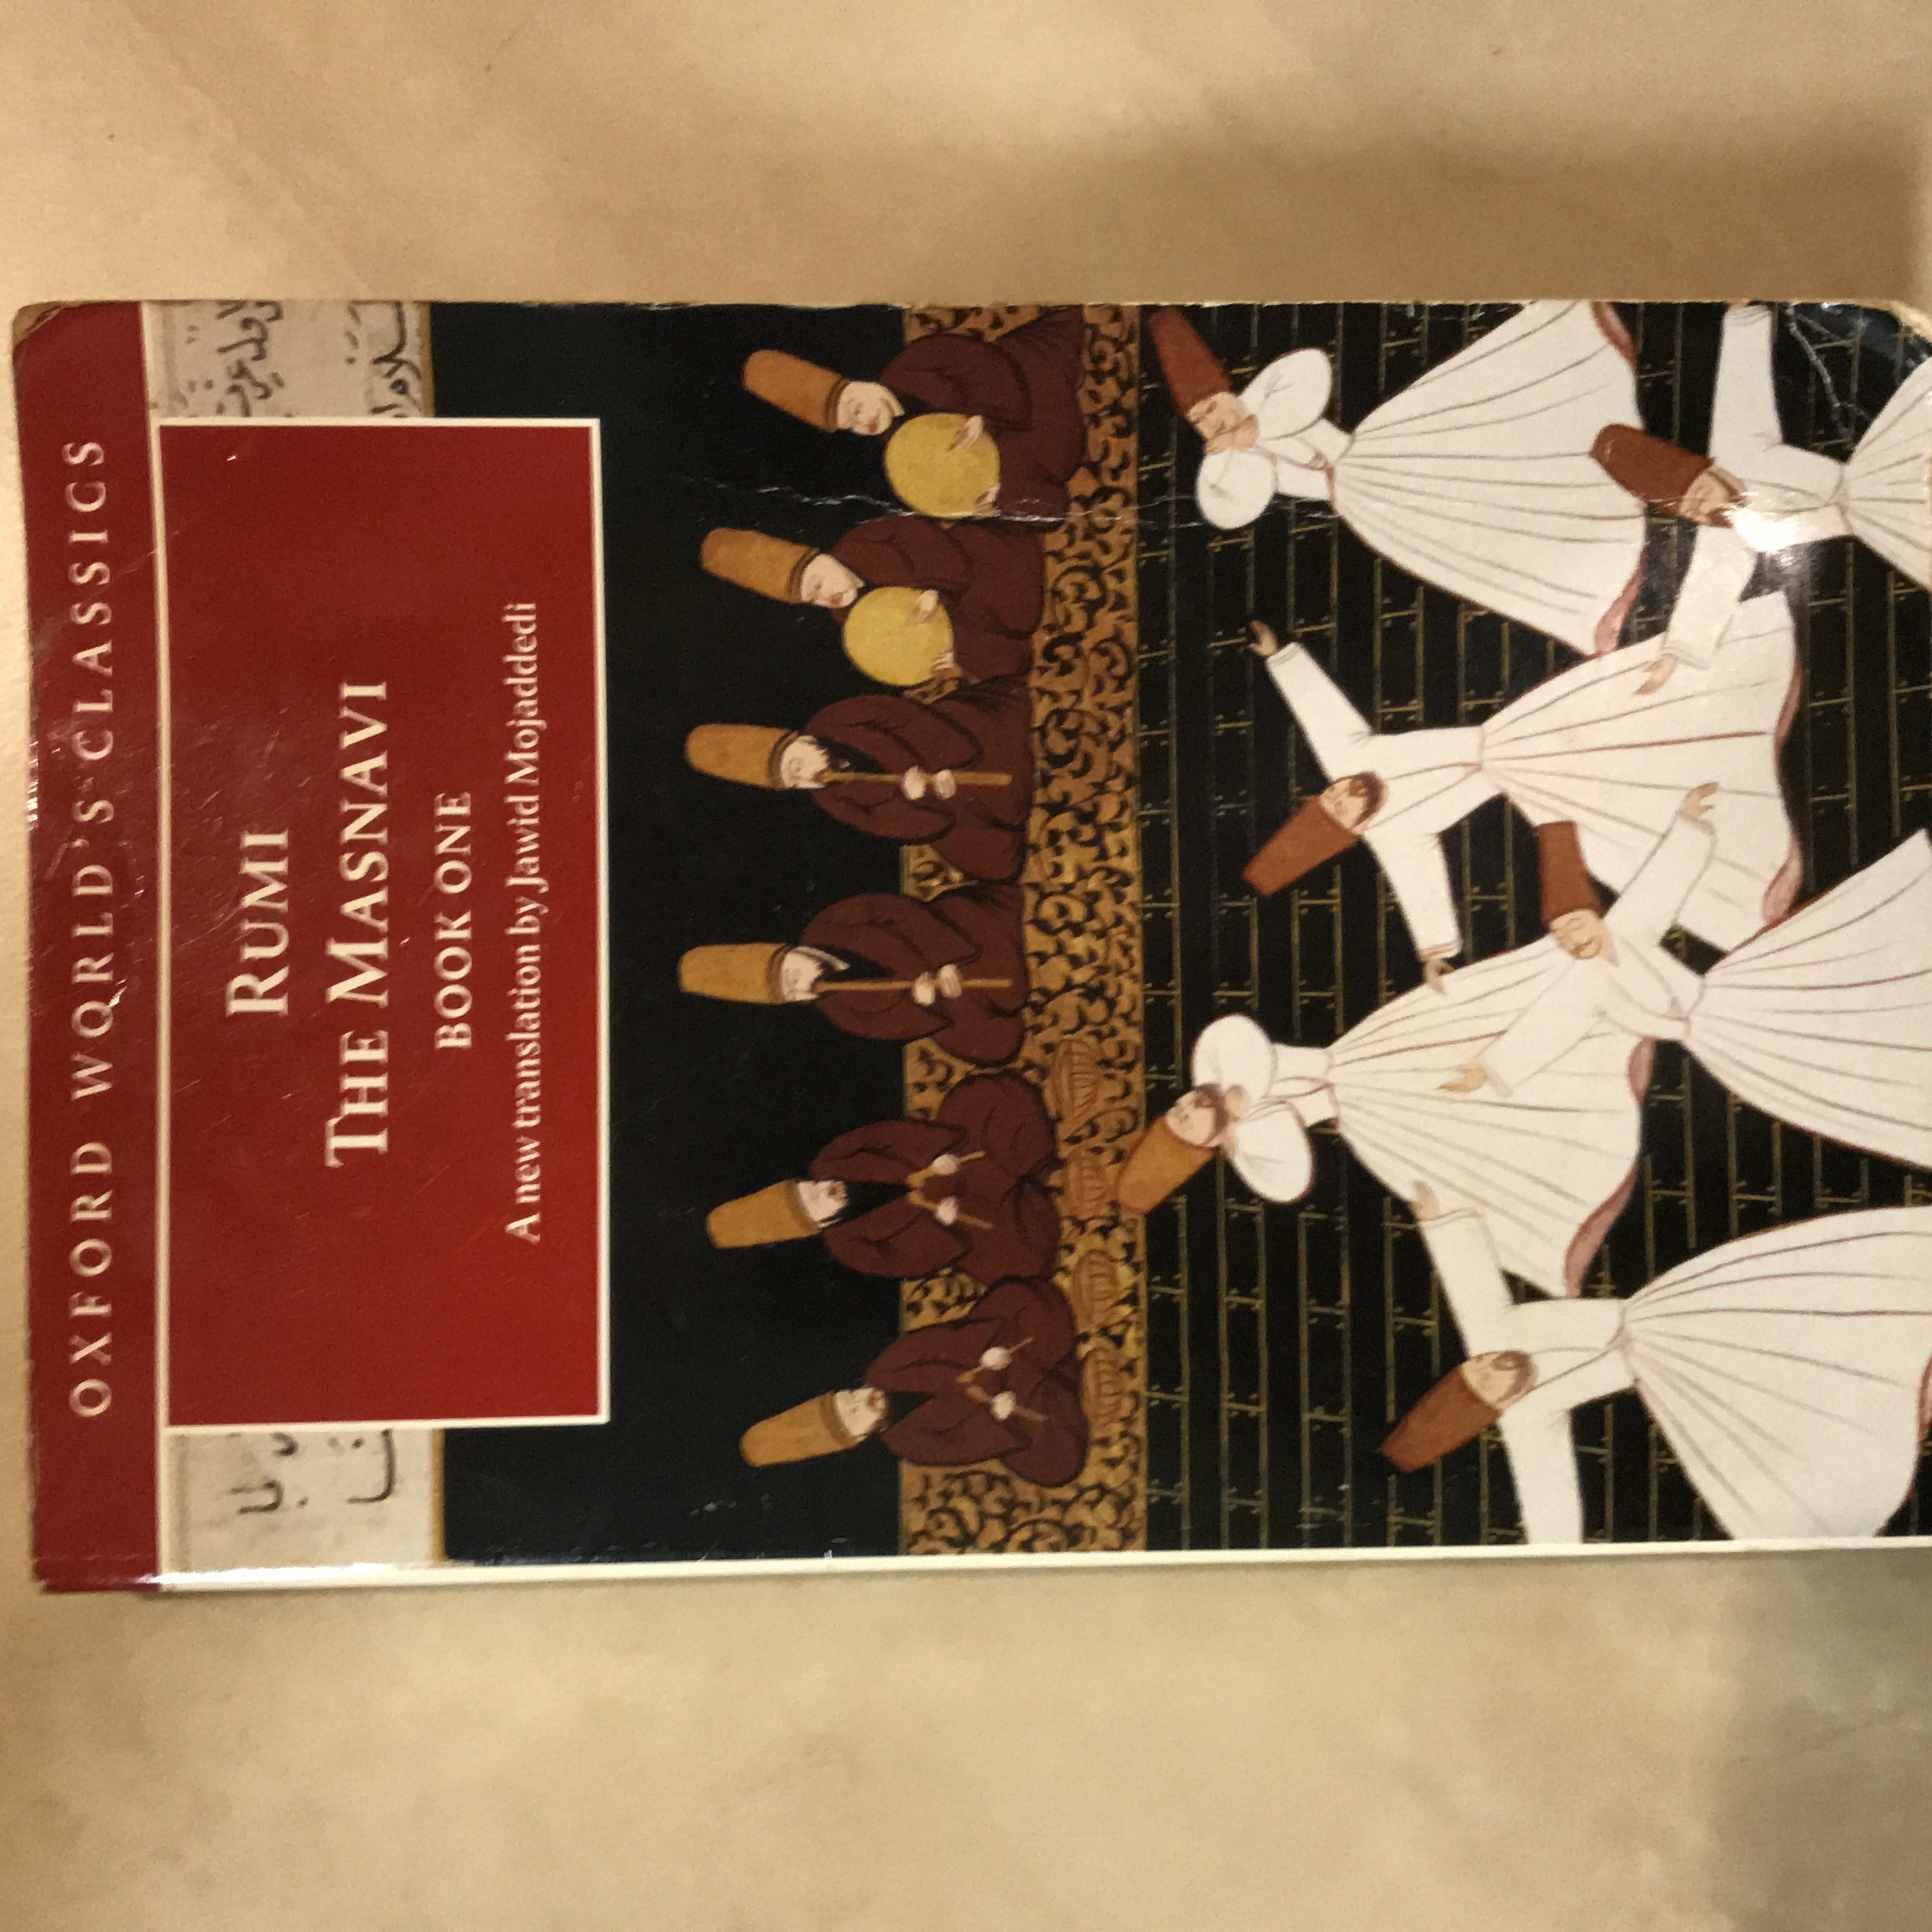 OXFORD WORLD'S CLASSICS
RUMI
THE MASNAVI
BOOK ONE
A new translation by Jawid Mojaddedi